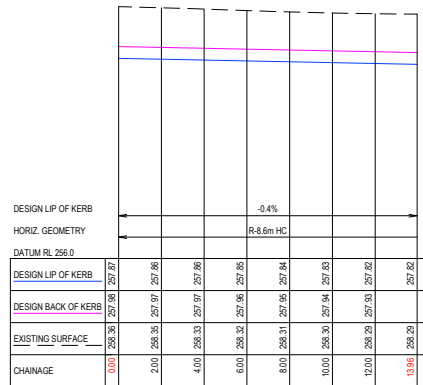 DESIGN LIP OF KERB -0.4%
HORIZ. GEOMETRY R-8.6m HC
DATUM RL 256.0
DESIGN LIP OF KERB 257.87 257.86 257.86 257.85 257.84 257.83 257.82 257.82
DESIGN BACK OF KERB 257.98 257.97 257.97 257.96 257.95 257.94 257.93
EXISTING SURFACE 258.36 258.35 258.33 258.32 258.31 258.30 258.29 258.29
CHAINAGE 0.00 2.00 4.00 6.00 8.00 10.00 12.00 13.96